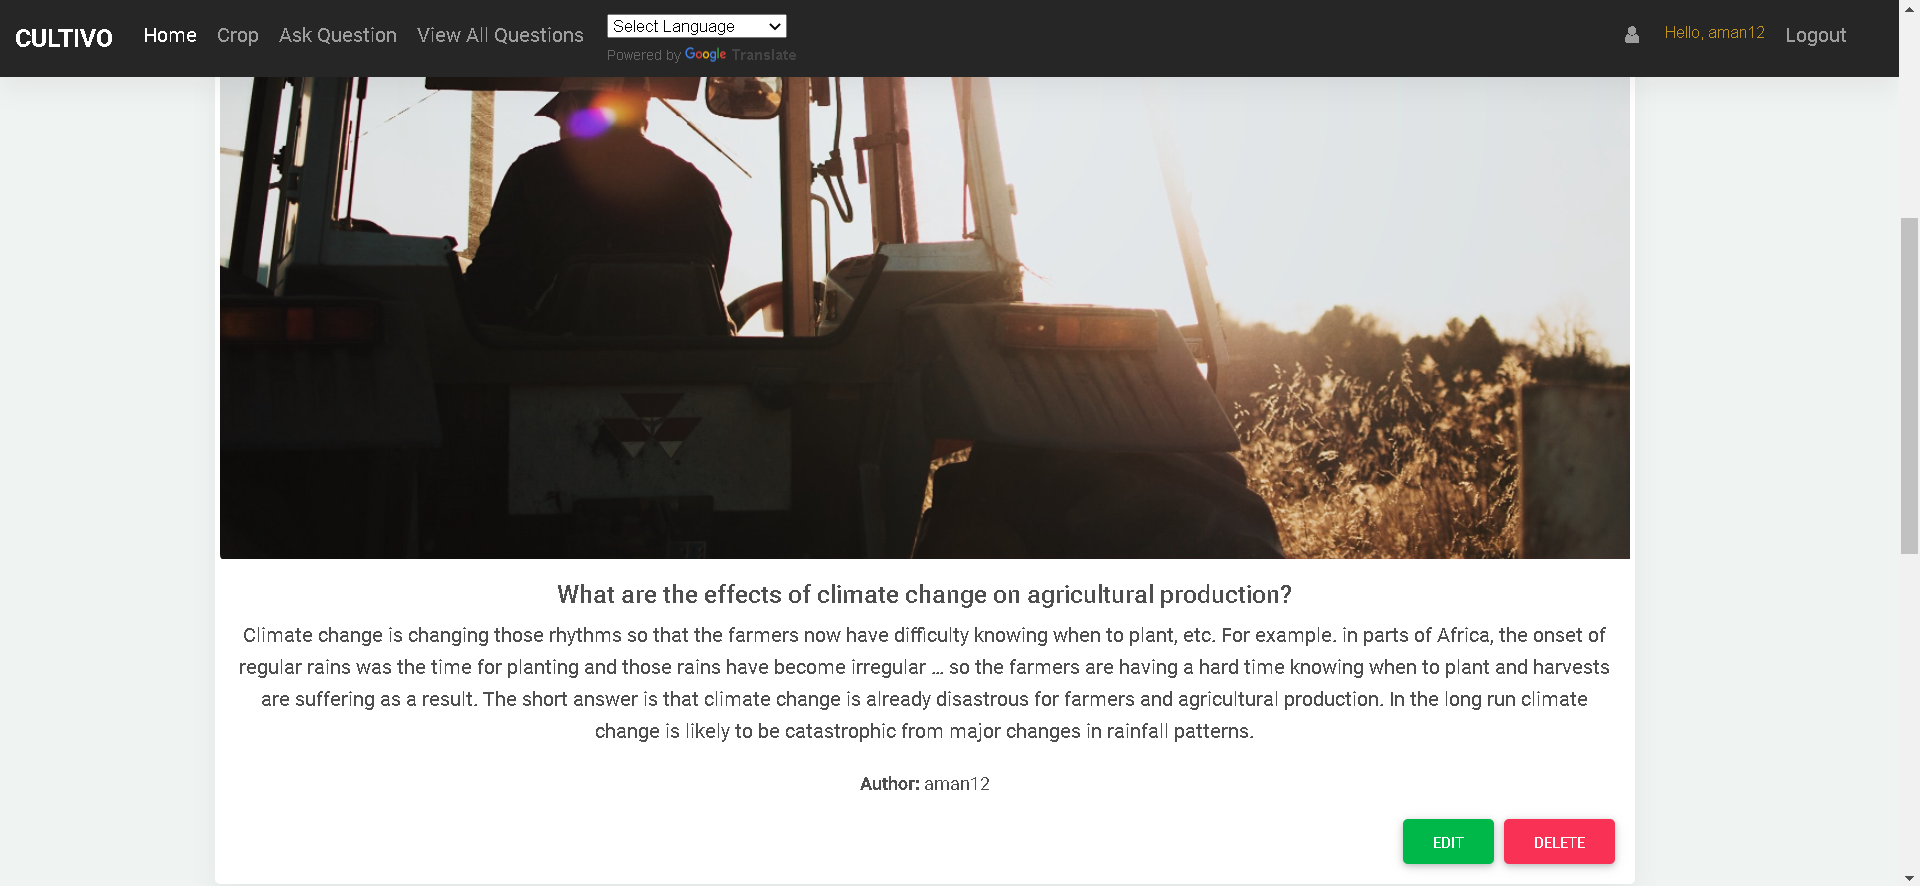 CULTIVO Home Crop Ask Question View All Questions Select Language Hello, aman12 Logout
Powered by Google Translate
What are the effects of climate change on agricultural production?
Climate change is changing those rhythms so that the farmers now have difficulty knowing when to plant, etc. For example. in parts of Africa, the onset of
regular rains was the time for planting and those rains have become irregular ... so the farmers are having a hard time knowing when to plant and harvests
are suffering as a result. The short answer is that climate change is already disastrous for farmers and agricultural production. In the long run climate
change is likely to be catastrophic from major changes in rainfall patterns.
Author: aman12
EDIT DELETE